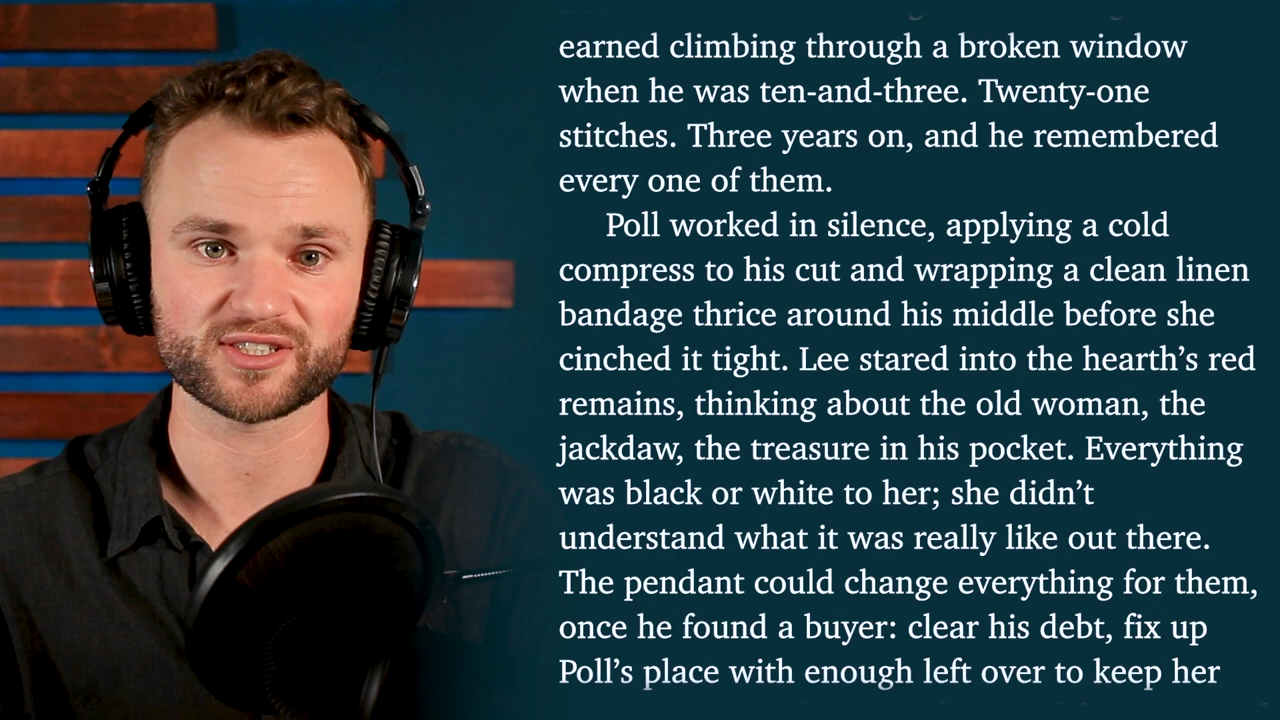 earned climbing through a broken window
when he was ten-and-three. Twenty-one
stitches. Three years on, and he remembered
every one of them.
Poll worked in silence, applying a cold
compress to his cut and wrapping a clean linen
bandage thrice around his middle before she
cinched it tight. Lee stared into the hearth’s red
remains, thinking about the old woman, the
jackdaw, the treasure in his pocket. Everything
was black or white to her; she didn’t
understand what it was really like out there.
The pendant could change everything for them,
once he found a buyer: clear his debt, fix up
Poll’s place with enough left over to keep her